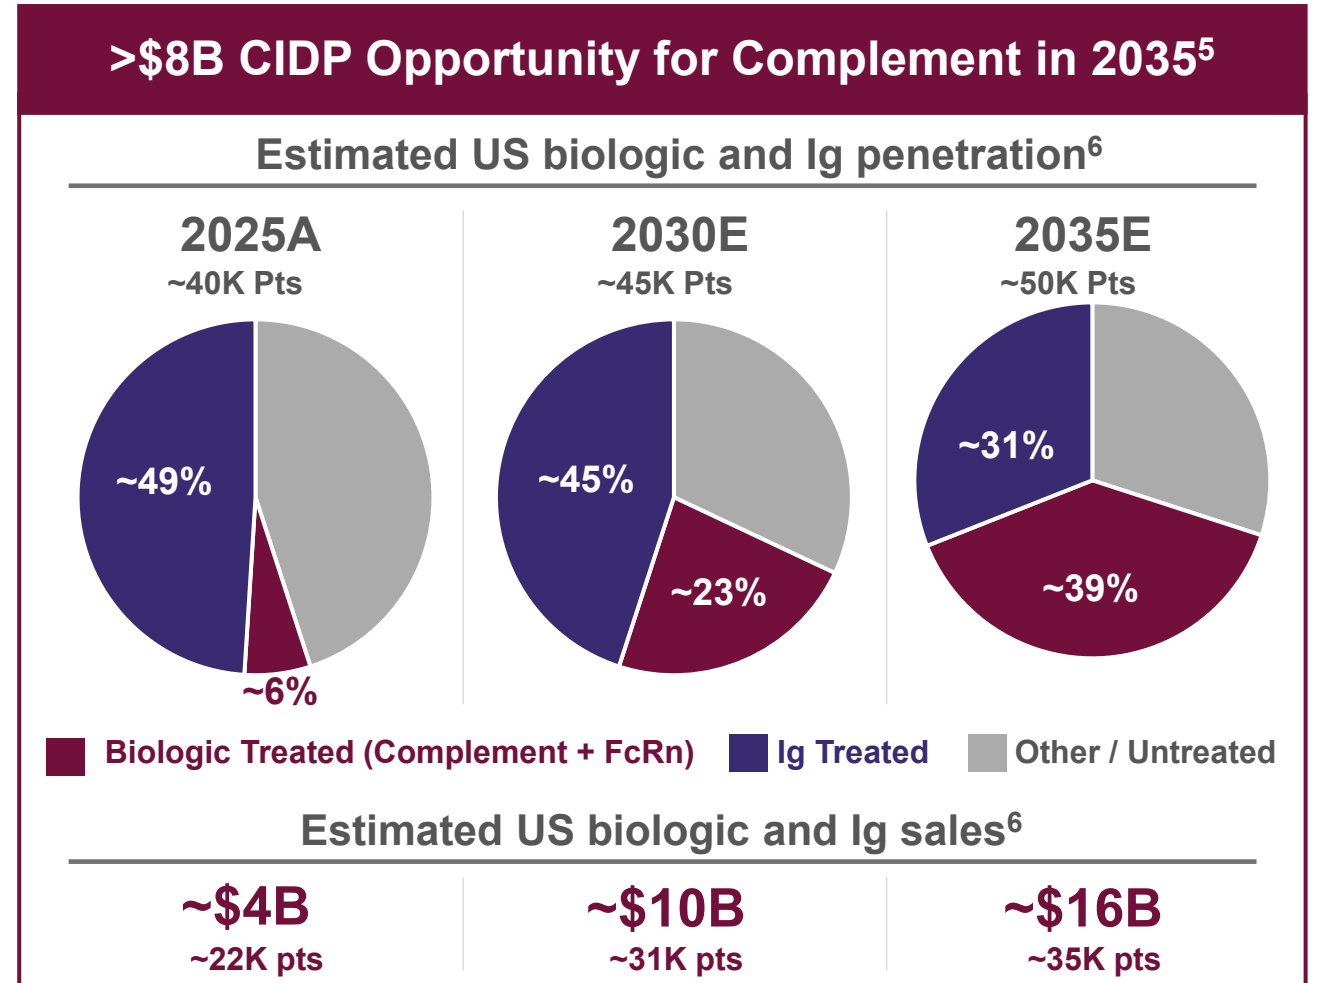 >$8B CIDP Opportunity for Complement in 2035⁵
Estimated US biologic and Ig penetration⁶
2025A
~40K Pts
~49%
~6%
2030E
~45K Pts
~45%
~23%
2035E
~50K Pts
~31%
~39%
Biologic Treated (Complement + FcRn)
Ig Treated
Other / Untreated
Estimated US biologic and Ig sales⁶
~$4B
~22K pts
~$10B
~31K pts
~$16B
~35K pts